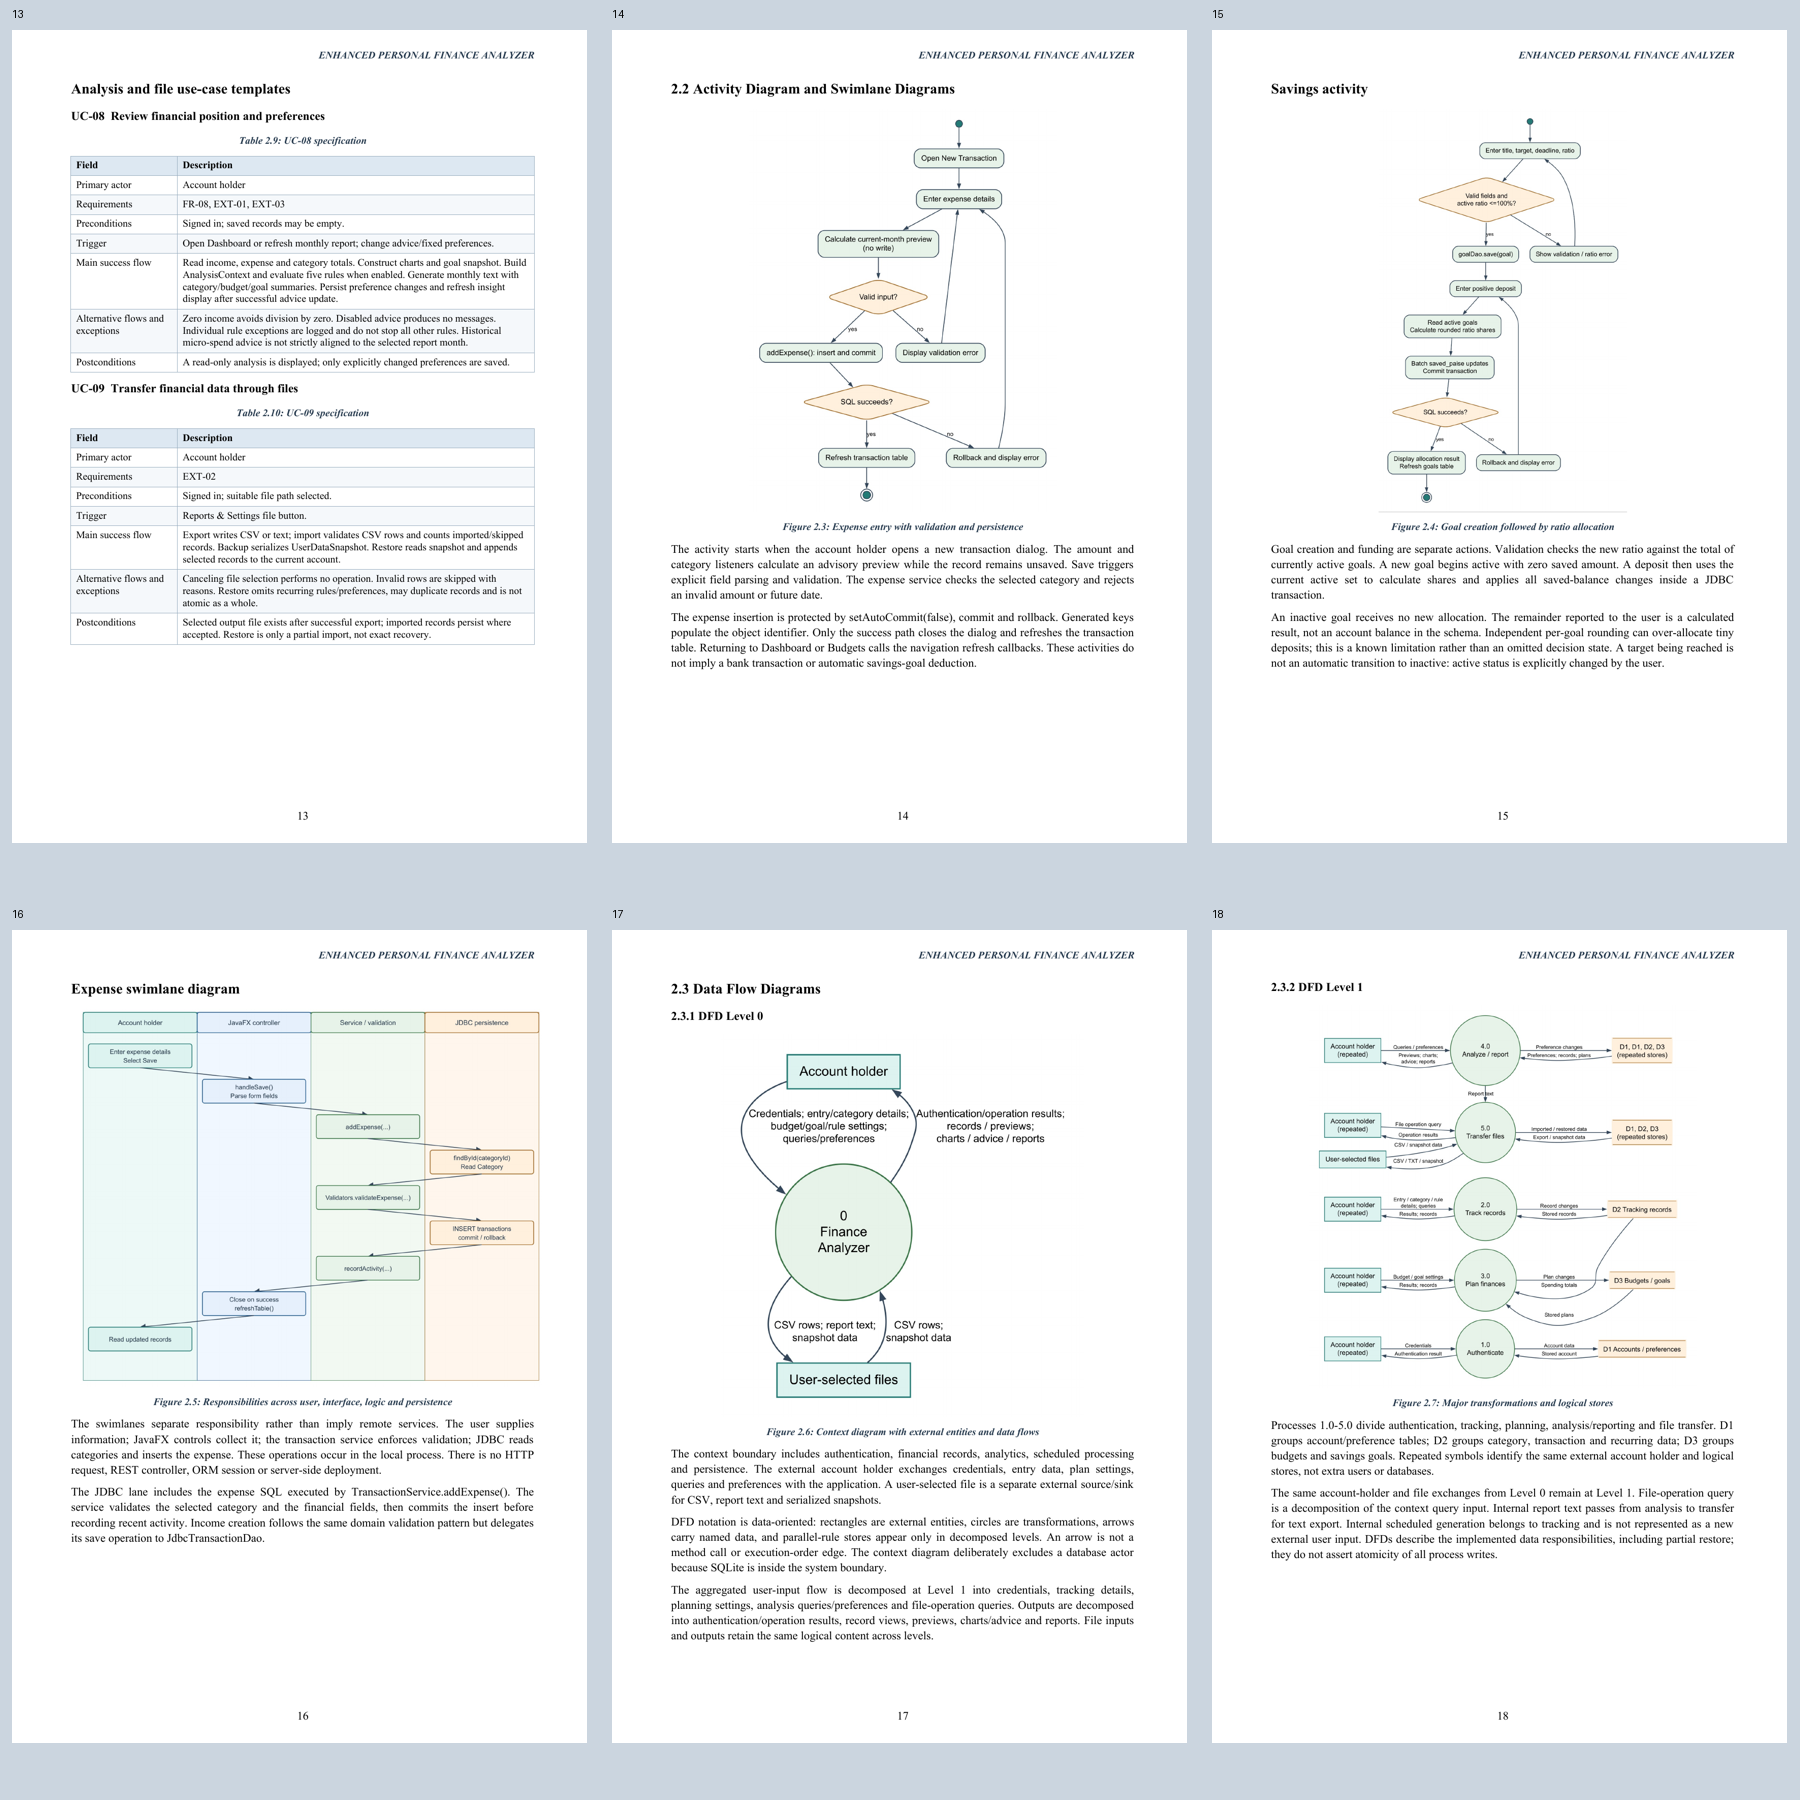 13
ENHANCED PERSONAL FINANCE ANALYZER
Analysis and file use-case templates
UC-08 Review financial position and preferences
Table 2.9: UC-08 specification
Field Description
Primary actor Account holder
Requirements FR-08, EXT-01, EXT-03
Preconditions Signed in; saved records may be empty.
Trigger Open Dashboard or refresh monthly report; change advice/fixed preferences.
Main success flow Read income, expense and category totals. Construct charts and goal snapshot. Build
AnalysisContext and evaluate five rules when enabled. Generate monthly text with
category/budget/goal summaries. Persist preference changes and refresh insight
display after successful advice update.
Alternative flows and Zero income avoids division by zero. Disabled advice produces no messages.
exceptions Individual rule exceptions are logged and do not stop all other rules. Historical
micro-spend advice is not strictly aligned to the selected report month.
Postconditions A read-only analysis is displayed; only explicitly changed preferences are saved.
UC-09 Transfer financial data through files
Table 2.10: UC-09 specification
Field Description
Primary actor Account holder
Requirements EXT-02
Preconditions Signed in; suitable file path selected.
Trigger Reports & Settings file button.
Main success flow Export writes CSV or text; import validates CSV rows and counts imported/skipped
records. Backup serializes UserDataSnapshot. Restore reads snapshot and appends
selected records to the current account.
Alternative flows and Canceling file selection performs no operation. Invalid rows are skipped with
exceptions reasons. Restore omits recurring rules/preferences, may duplicate records and is not
atomic as a whole.
Postconditions Selected output file exists after successful export; imported records persist where
accepted. Restore is only a partial import, not exact recovery.
13
14
ENHANCED PERSONAL FINANCE ANALYZER
2.2 Activity Diagram and Swimlane Diagrams
Open New Transaction
Enter expense details
Calculate current-month preview
(no write)
Valid input?
yes
no
addExpense(): insert and commit
Display validation error
SQL succeeds?
yes
no
Refresh transaction table
Rollback and display error
Figure 2.3: Expense entry with validation and persistence
The activity starts when the account holder opens a new transaction dialog. The amount and
category listeners calculate an advisory preview while the record remains unsaved. Save triggers
explicit field parsing and validation. The expense service checks the selected category and rejects
an invalid amount or future date.
The expense insertion is protected by setAutoCommit(false), commit and rollback. Generated keys
populate the object identifier. Only the success path closes the dialog and refreshes the transaction
table. Returning to Dashboard or Budgets calls the navigation refresh callbacks. These activities do
not imply a bank transaction or automatic savings-goal deduction.
14
15
ENHANCED PERSONAL FINANCE ANALYZER
Savings activity
Enter title, target, deadline, ratio
Valid fields and
active ratio <=100%?
yes
no
goalDao.save(goal)
Show validation / ratio error
Enter positive deposit
Read active goals
Calculate rounded ratio shares
Batch saved_paise updates
Commit transaction
SQL succeeds?
yes
no
Display allocation result
Refresh goals table
Rollback and display error
Figure 2.4: Goal creation followed by ratio allocation
Goal creation and funding are separate actions. Validation checks the new ratio against the total of
currently active goals. A new goal begins active with zero saved amount. A deposit then uses the
current active set to calculate shares and applies all saved-balance changes inside a JDBC
transaction.
An inactive goal receives no new allocation. The remainder reported to the user is a calculated
result, not an account balance in the schema. Independent per-goal rounding can over-allocate tiny
deposits; this is a known limitation rather than an omitted decision state. A target being reached is
not an automatic transition to inactive: active status is explicitly changed by the user.
15
16
ENHANCED PERSONAL FINANCE ANALYZER
Expense swimlane diagram
Account holder JavaFX controller Service / validation JDBC persistence
Enter expense details
Select Save
handleSave()
Parse form fields
addExpense(...)
findById(categoryId)
Read Category
Validators.validateExpense(...)
INSERT transactions
commit / rollback
recordActivity(...)
Close on success
refreshTable()
Read updated records
Figure 2.5: Responsibilities across user, interface, logic and persistence
The swimlanes separate responsibility rather than imply remote services. The user supplies
information; JavaFX controls collect it; the transaction service enforces validation; JDBC reads
categories and inserts the expense. These operations occur in the local process. There is no HTTP
request, REST controller, ORM session or server-side deployment.
The JDBC lane includes the expense SQL executed by TransactionService.addExpense(). The
service validates the selected category and the financial fields, then commits the insert before
recording recent activity. Income creation follows the same domain validation pattern but delegates
its save operation to JdbcTransactionDao.
16
17
ENHANCED PERSONAL FINANCE ANALYZER
2.3 Data Flow Diagrams
2.3.1 DFD Level 0
Account holder
Credentials; entry/category details;
budget/goal/rule settings;
queries/preferences
Authentication/operation results;
records / previews;
charts / advice / reports
0
Finance
Analyzer
CSV rows; report text;
snapshot data
CSV rows;
snapshot data
User-selected files
Figure 2.6: Context diagram with external entities and data flows
The context boundary includes authentication, financial records, analytics, scheduled processing
and persistence. The external account holder exchanges credentials, entry data, plan settings,
queries and preferences with the application. A user-selected file is a separate external source/sink
for CSV, report text and serialized snapshots.
DFD notation is data-oriented: rectangles are external entities, circles are transformations, arrows
carry named data, and parallel-rule stores appear only in decomposed levels. An arrow is not a
method call or execution-order edge. The context diagram deliberately excludes a database actor
because SQLite is inside the system boundary.
The aggregated user-input flow is decomposed at Level 1 into credentials, tracking details,
planning settings, analysis queries/preferences and file-operation queries. Outputs are decomposed
into authentication/operation results, record views, previews, charts/advice and reports. File inputs
and outputs retain the same logical content across levels.
17
18
ENHANCED PERSONAL FINANCE ANALYZER
2.3.2 DFD Level 1
Account holder
(repeated)
Queries / preferences
Previews; charts;
advice; reports
4.0
Analyze / report
Preference changes
Preferences; records; plans
D1, D1, D2, D3
(repeated stores)
Report text
Account holder
(repeated)
File operation query
Operation results
CSV / snapshot data
User-selected files
CSV / TXT / snapshot
5.0
Transfer files
Imported / restored data
Export / snapshot data
D1, D2, D3
(repeated stores)
Account holder
(repeated)
Entry / category / rule
details; queries
Results; records
2.0
Track records
Record changes
Stored records
D2 Tracking records
Account holder
(repeated)
Budget / goal settings
Results; records
3.0
Plan finances
Plan changes
Spending totals
D3 Budgets / goals
Stored plans
Account holder
(repeated)
Credentials
Authentication result
1.0
Authenticate
Account data
Stored account
D1 Accounts / preferences
Figure 2.7: Major transformations and logical stores
Processes 1.0-5.0 divide authentication, tracking, planning, analysis/reporting and file transfer. D1
groups account/preference tables; D2 groups category, transaction and recurring data; D3 groups
budgets and savings goals. Repeated symbols identify the same external account holder and logical
stores, not extra users or databases.
The same account-holder and file exchanges from Level 0 remain at Level 1. File-operation query
is a decomposition of the context query input. Internal report text passes from analysis to transfer
for text export. Internal scheduled generation belongs to tracking and is not represented as a new
external user input. DFDs describe the implemented data responsibilities, including partial restore;
they do not assert atomicity of all process writes.
18